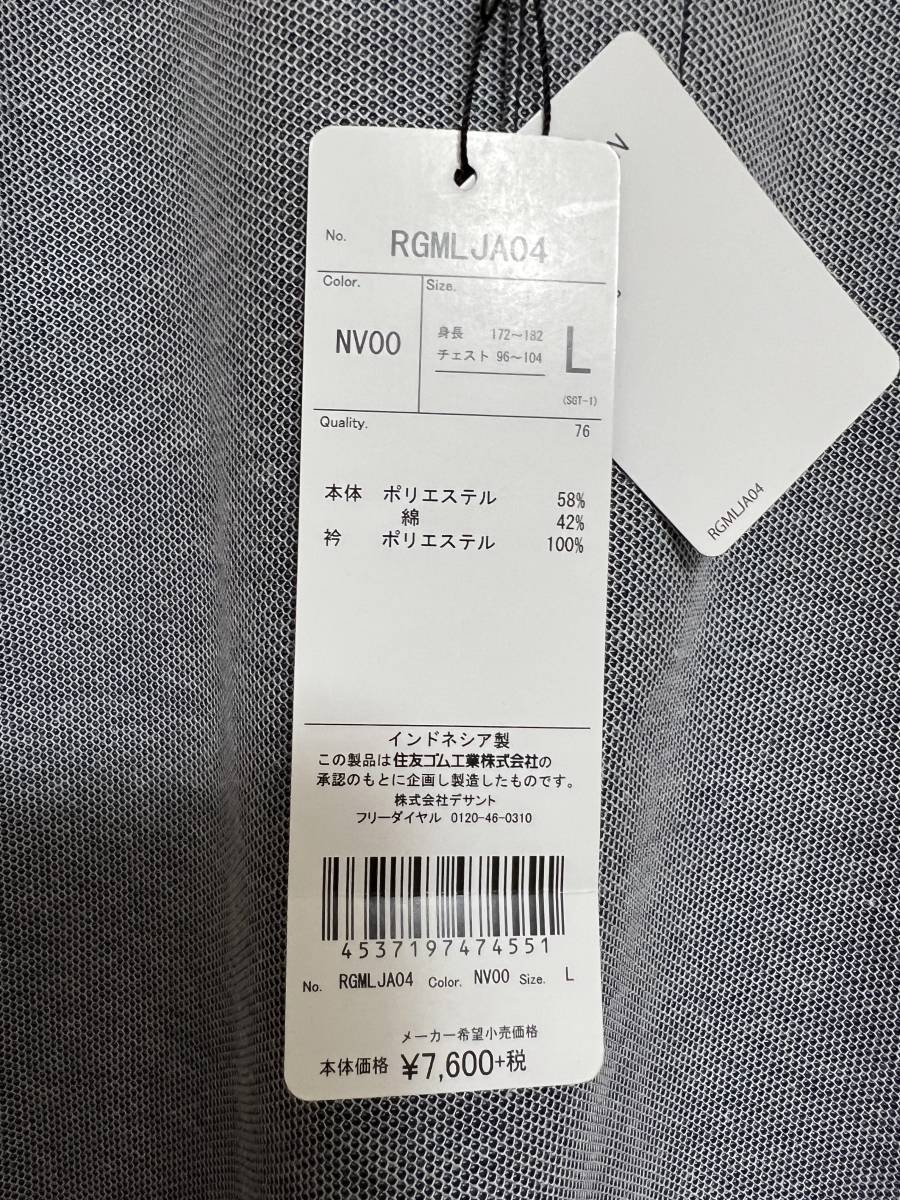 No. RGMLJA04
Color. Size.
NV00
身長 172～182
チェスト 96～104
L
(SGT-1)
Quality. 76
本体 ポリエステル 58%
綿 42%
衿 ポリエステル 100%
インドネシア製
この製品は住友ゴム工業株式会社の
承認のもとに企画し製造したものです。
株式会社デサント
フリーダイヤル 0120-46-0310
4537197474551
No. RGMLJA04 Color. NV00 Size. L
メーカー希望小売価格
本体価格 ¥7,600+税
RGMLJA04